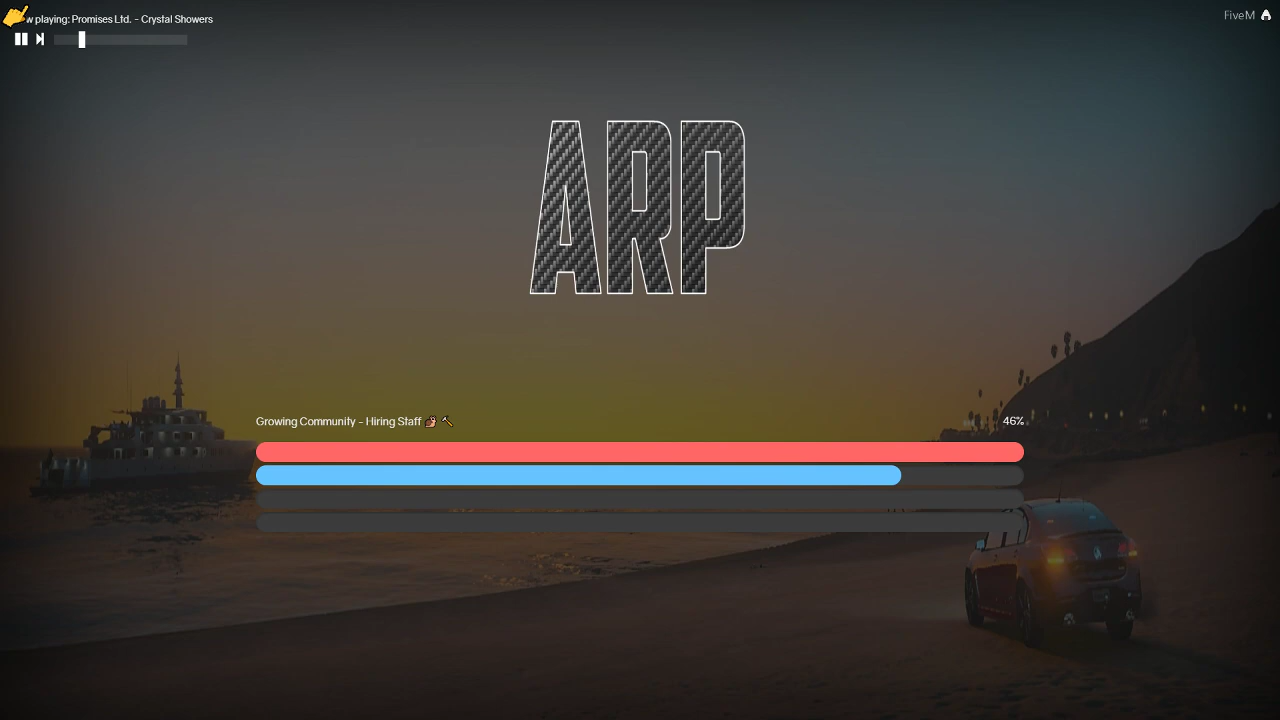 w playing: Promises Ltd. - Crystal Showers
FiveM
ARP
Growing Community - Hiring Staff
46%